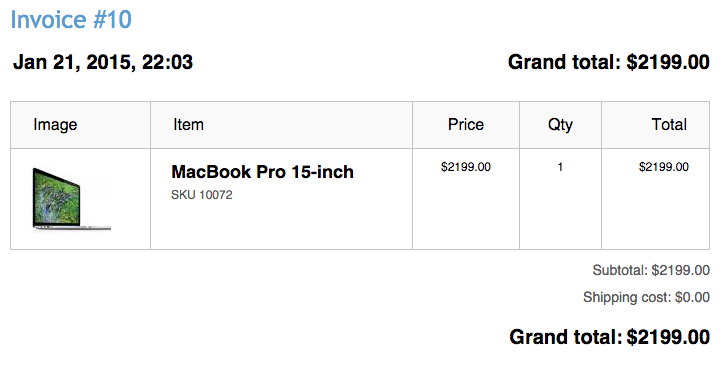 Invoice #10
Jan 21, 2015, 22:03 Grand total: $2199.00
Image Item Price Qty Total
MacBook Pro 15-inch $2199.00 1 $2199.00
SKU 10072
Subtotal: $2199.00
Shipping cost: $0.00
Grand total: $2199.00